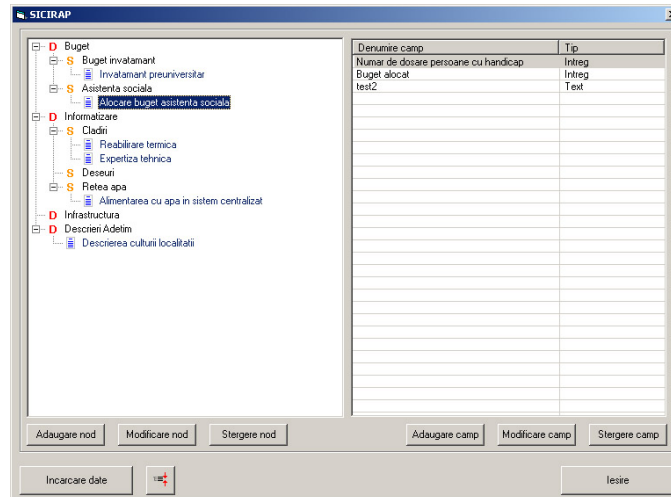 SICIRAP
D Buget
S Buget invatamant
Invatamant preuniversitar
S Asistenta sociala
Alocare buget asistenta sociala
D Informatizare
S Cladiri
Reabilirare termica
Expertiza tehnica
S Deseuri
S Retea apa
Alimentarea cu apa in sistem centralizat
D Infrastructura
D Descrieri Adetim
Descrierea culturii localitatii
Denumire camp Tip
Numar de dosare persoane cu handicap Intreg
Buget alocat Intreg
test2 Text
Adaugare nod Modificare nod Stergere nod Adaugare camp Modificare camp Stergere camp
Incarcare date Iesire